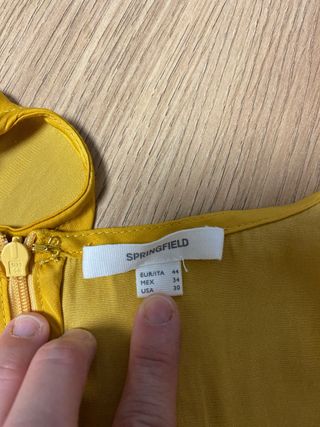 SPRINGFIELD
EUR/ITA 44
MEX 34
USA 30